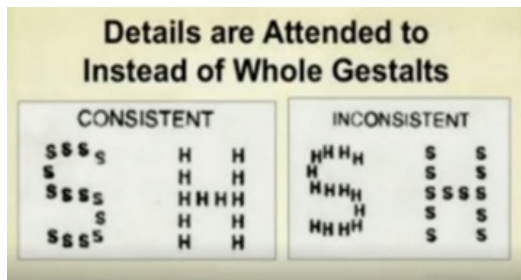 Details are Attended to
Instead of Whole Gestalts
CONSISTENT
S S S S S
S
S S S S
S
S S S S
H H
H H
H H H H
H H
H H
INCONSISTENT
H H H H
H
H H H H
H
H H H H
S S
S S
S S S S
S S
S S